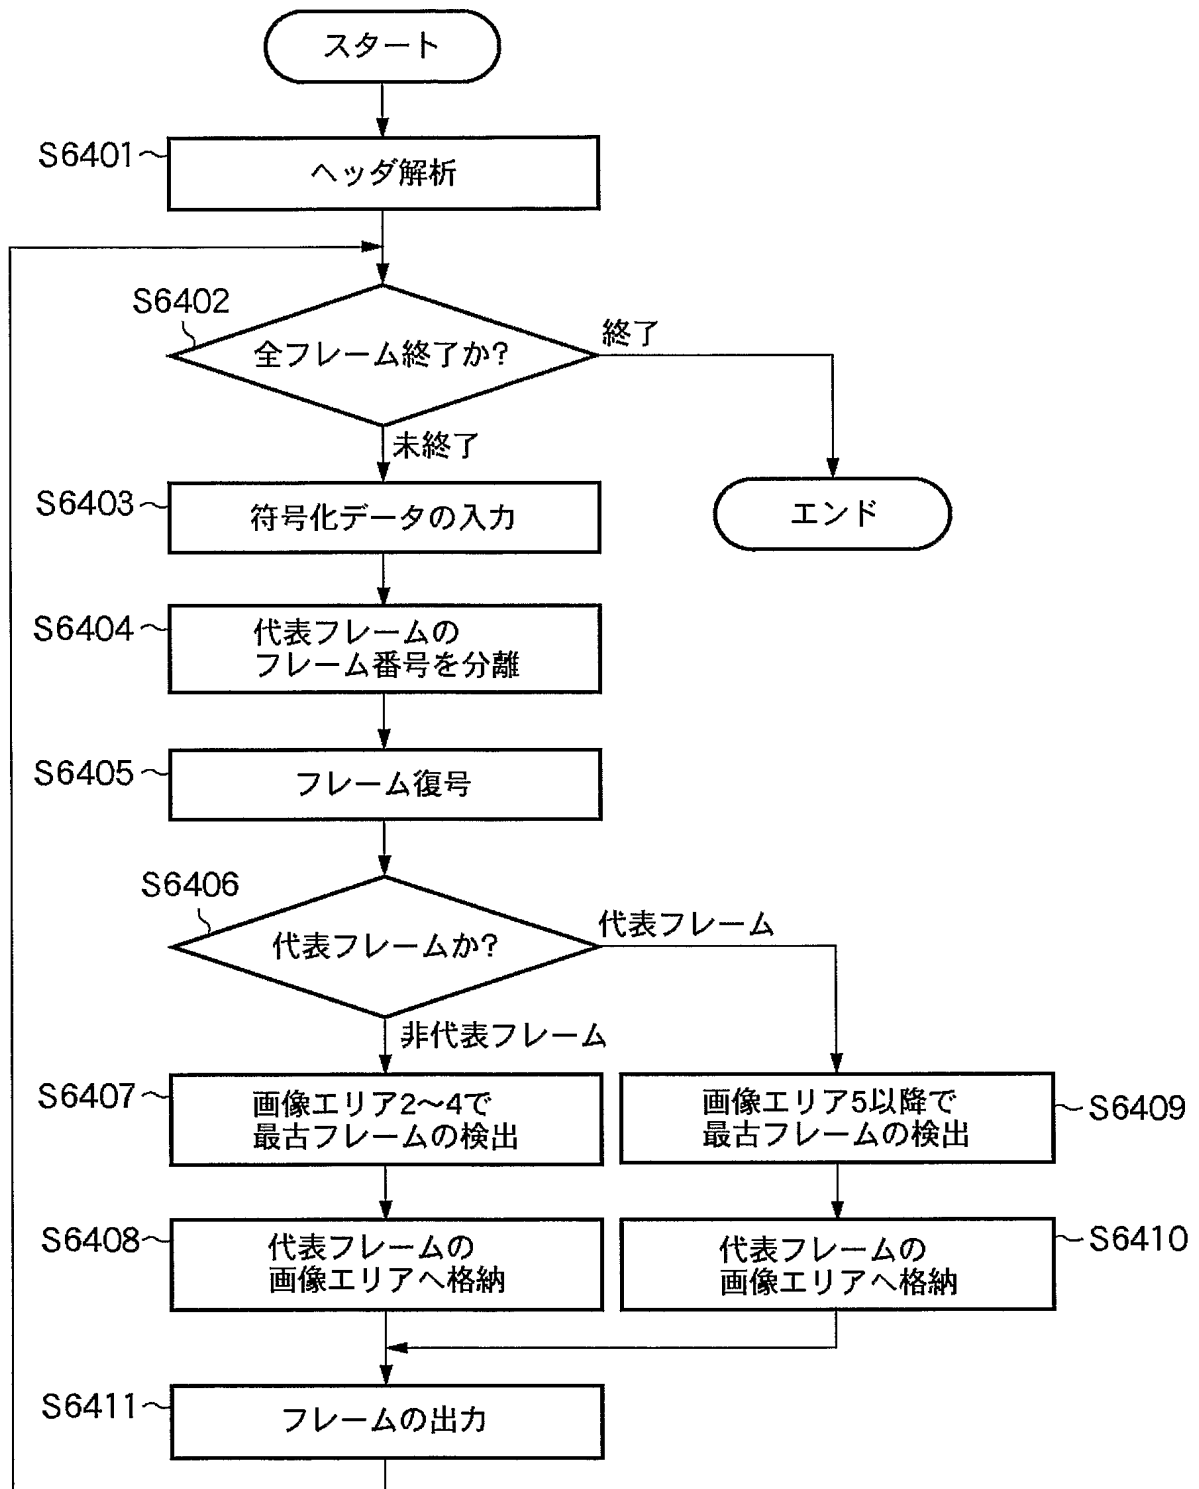 スタート
S6401
ヘッダ解析
S6402
全フレーム終了か?
終了
未終了
エンド
S6403
符号化データの入力
S6404
代表フレームの
フレーム番号を分離
S6405
フレーム復号
S6406
代表フレームか?
代表フレーム
非代表フレーム
S6407
画像エリア2〜4で
最古フレームの検出
画像エリア5以降で
最古フレームの検出
S6409
S6408
代表フレームの
画像エリアへ格納
代表フレームの
画像エリアへ格納
S6410
S6411
フレームの出力